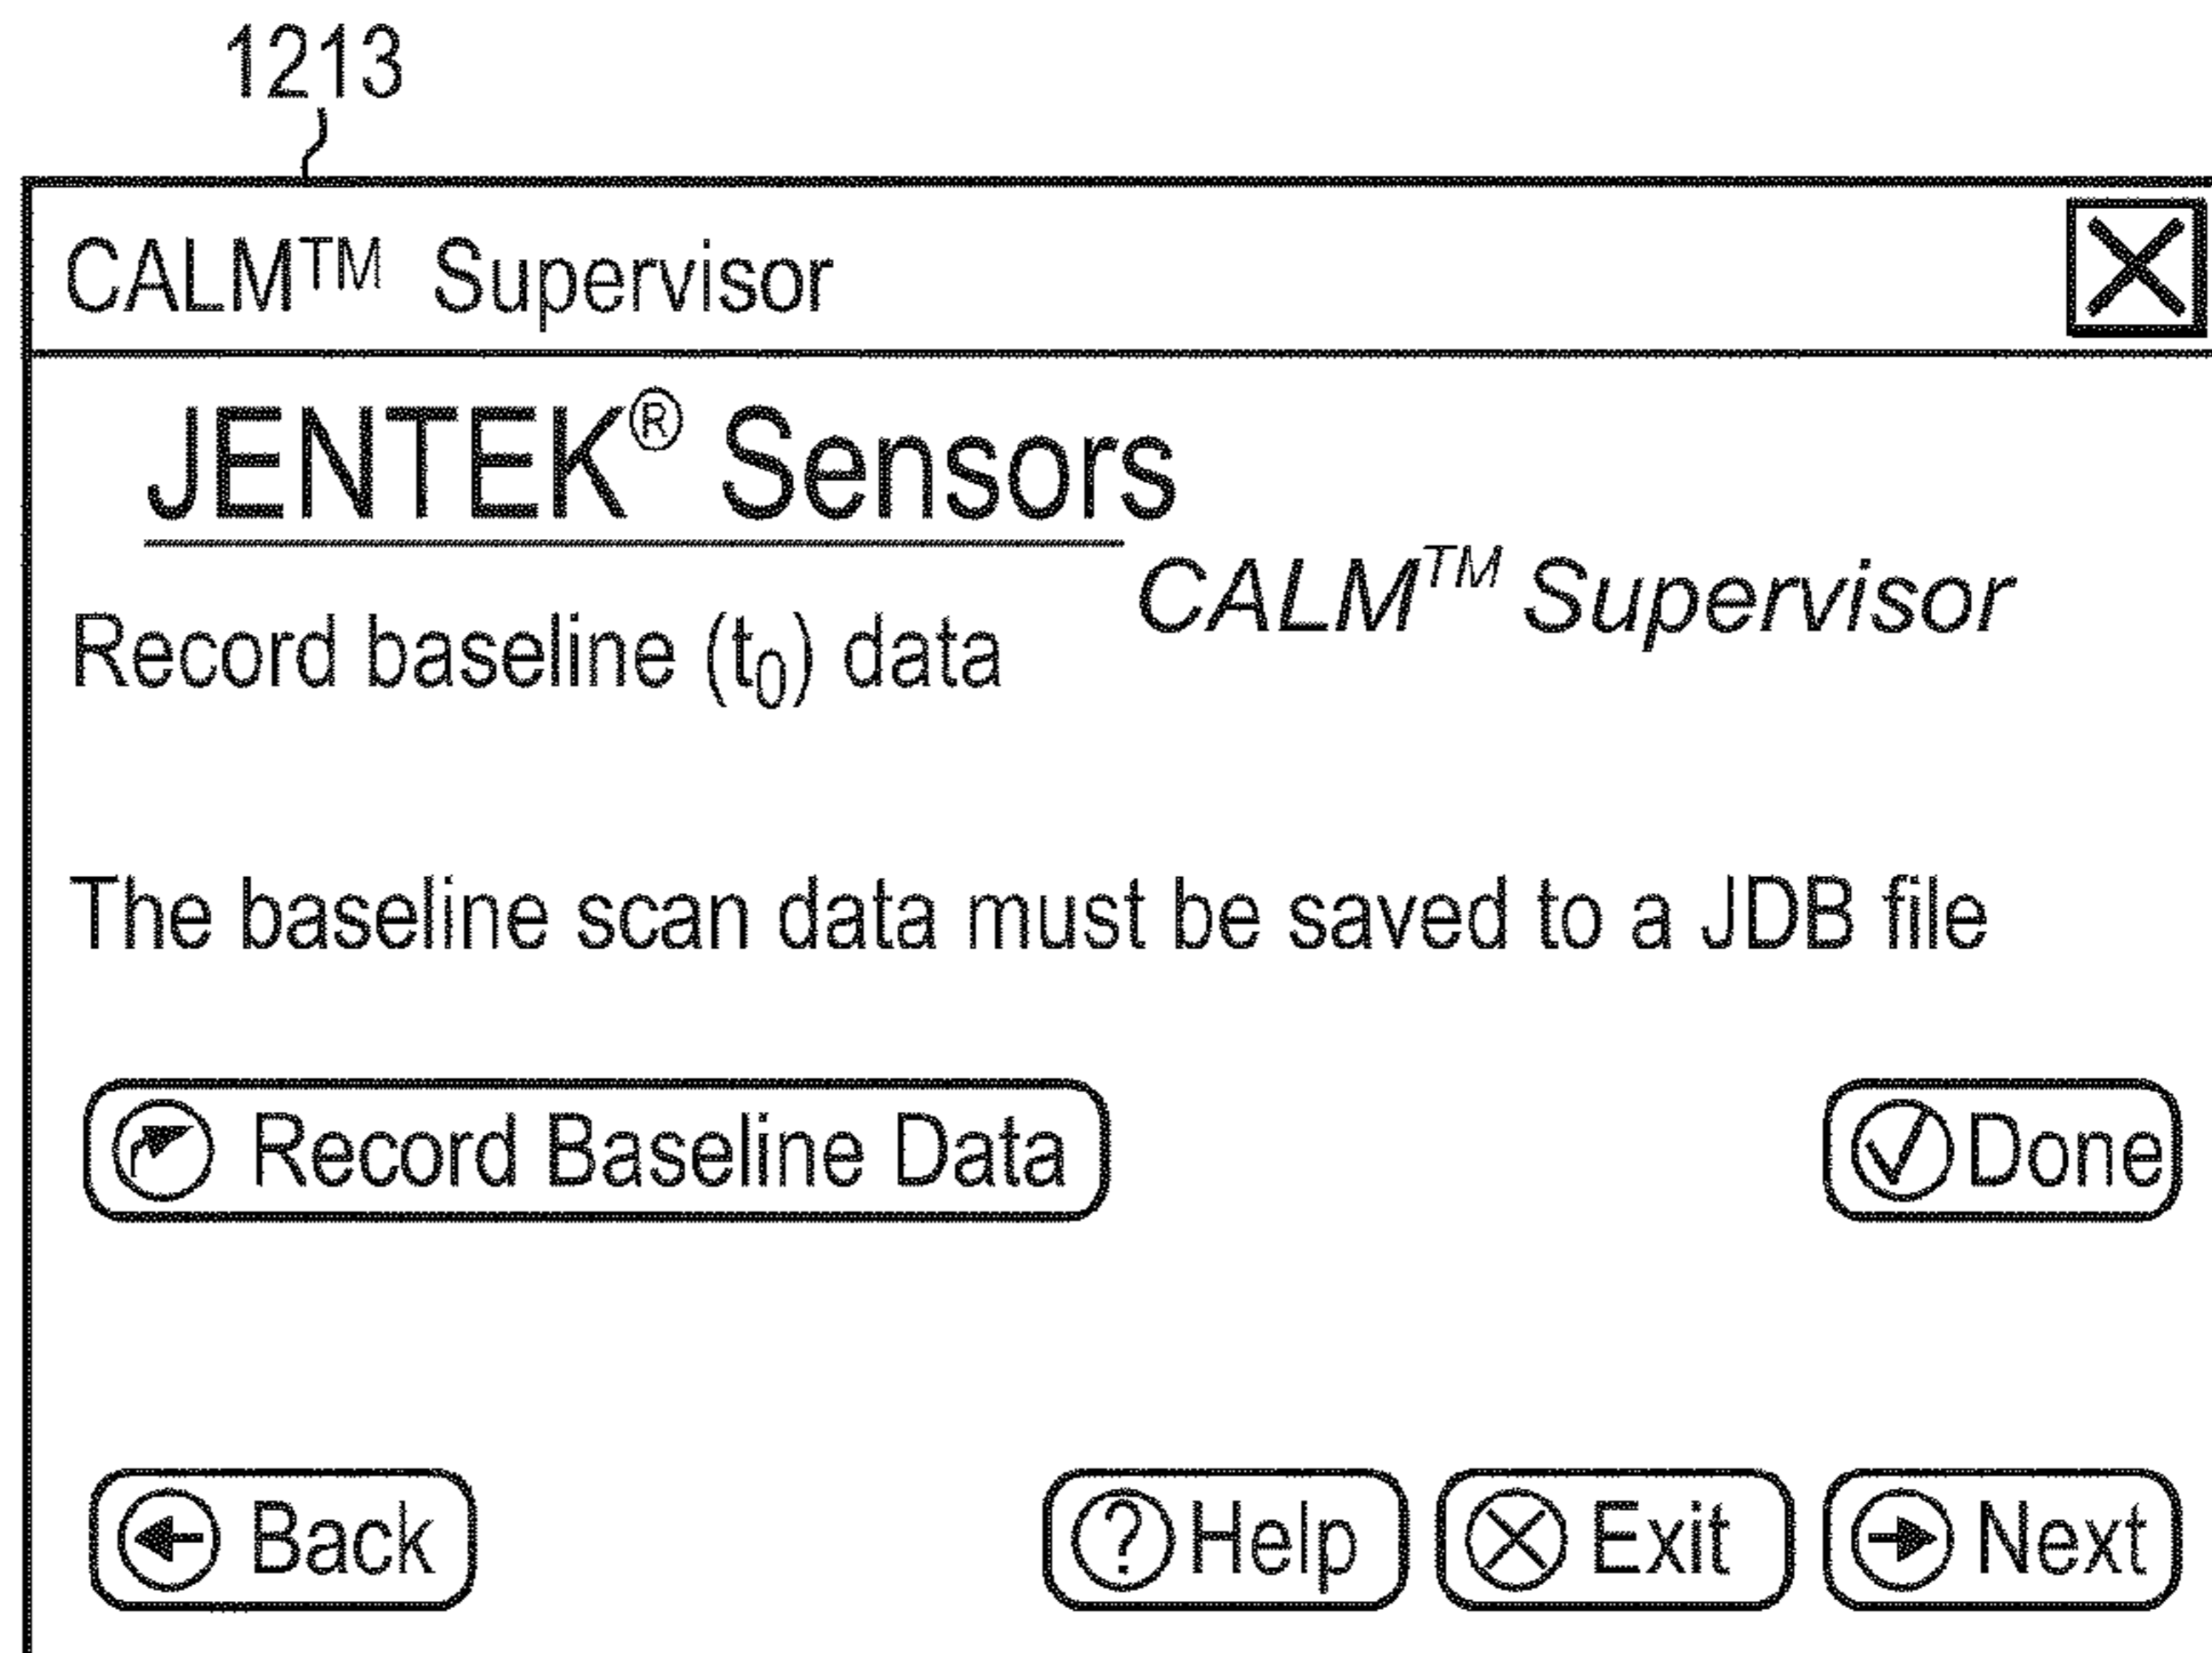 1213
CALM™ Supervisor
JENTEK® Sensors
CALM™ Supervisor
Record baseline (t₀) data
The baseline scan data must be saved to a JDB file
Record Baseline Data
Done
Back
Help
Exit
Next